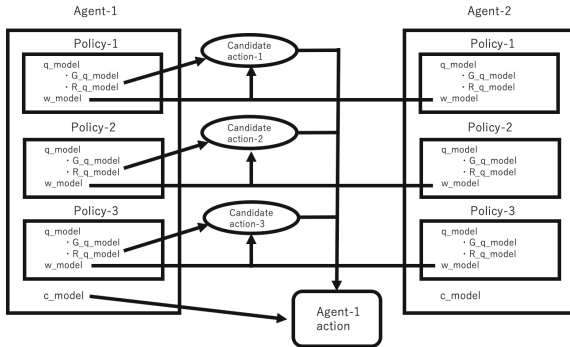 Agent-1
Agent-2
Policy-1
q_model
・G_q_model
・R_q_model
w_model
Candidate
action-1
Policy-1
q_model
・G_q_model
・R_q_model
w_model
Policy-2
q_model
・G_q_model
・R_q_model
w_model
Candidate
action-2
Policy-2
q_model
・G_q_model
・R_q_model
w_model
Policy-3
q_model
・G_q_model
・R_q_model
w_model
Candidate
action-3
Policy-3
q_model
・G_q_model
・R_q_model
w_model
c_model
Agent-1
action
c_model